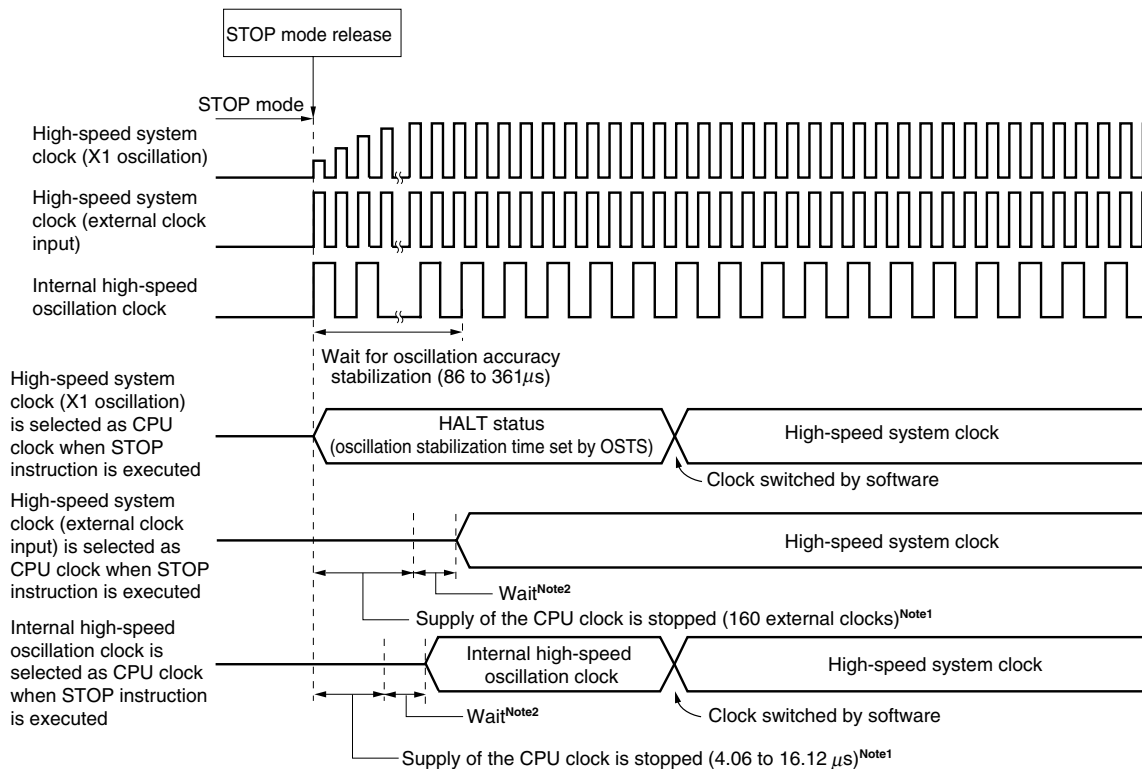 STOP mode release
STOP mode
High-speed system
clock (X1 oscillation)
High-speed system
clock (external clock
input)
Internal high-speed
oscillation clock
Wait for oscillation accuracy
stabilization (86 to 361μs)
High-speed system
clock (X1 oscillation)
is selected as CPU
clock when STOP
instruction is executed
HALT status
(oscillation stabilization time set by OSTS)
High-speed system clock
Clock switched by software
High-speed system
clock (external clock
input) is selected as
CPU clock when STOP
instruction is executed
High-speed system clock
WaitNote2
Supply of the CPU clock is stopped (160 external clocks)Note1
Internal high-speed
oscillation clock is
selected as CPU clock
when STOP instruction
is executed
Internal high-speed
oscillation clock
High-speed system clock
WaitNote2
Clock switched by software
Supply of the CPU clock is stopped (4.06 to 16.12 μs)Note1